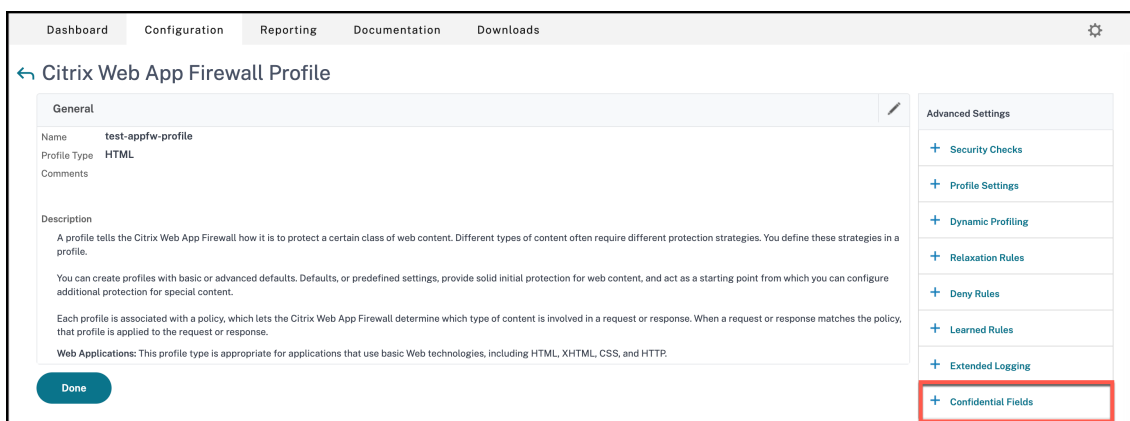 Dashboard Configuration Reporting Documentation Downloads
Citrix Web App Firewall Profile
General
Name test-appfw-profile
Profile Type HTML
Comments
Description
A profile tells the Citrix Web App Firewall how it is to protect a certain class of web content. Different types of content often require different protection strategies. You define these strategies in a
profile.
You can create profiles with basic or advanced defaults. Defaults, or predefined settings, provide solid initial protection for web content, and act as a starting point from which you can configure
additional protection for special content.
Each profile is associated with a policy, which lets the Citrix Web App Firewall determine which type of content is involved in a request or response. When a request or response matches the policy,
that profile is applied to the request or response.
Web Applications: This profile type is appropriate for applications that use basic Web technologies, including HTML, XHTML, CSS, and HTTP.
Done
Advanced Settings
+ Security Checks
+ Profile Settings
+ Dynamic Profiling
+ Relaxation Rules
+ Deny Rules
+ Learned Rules
+ Extended Logging
+ Confidential Fields